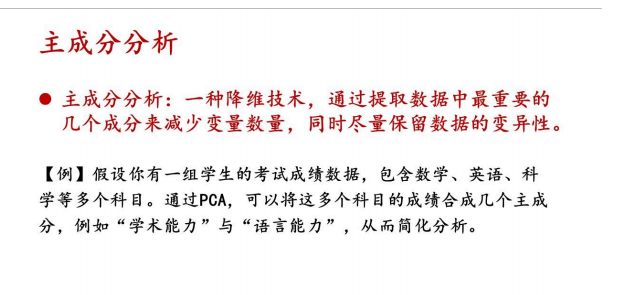 主成分分析
● 主成分分析：一种降维技术，通过提取数据中最重要的
几个成分来减少变量数量，同时尽量保留数据的变异性。
【例】假设你有一组学生的考试成绩数据，包含数学、英语、科
学等多个科目。通过PCA，可以将这多个科目的成绩合成几个主成
分，例如“学术能力”与“语言能力”，从而简化分析。